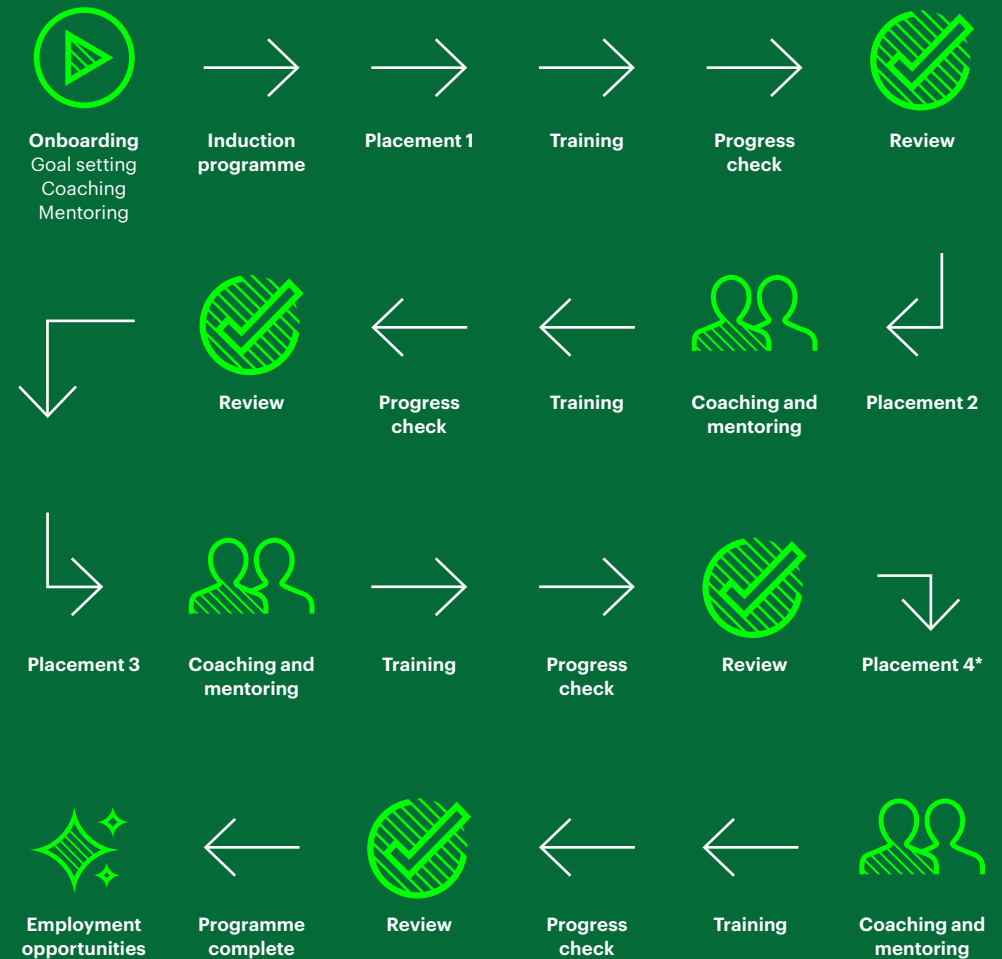 Onboarding
Goal setting
Coaching
Mentoring
Induction
programme
Placement 1
Training
Progress
check
Review
Placement 2
Coaching and
mentoring
Training
Progress
check
Review
Placement 3
Coaching and
mentoring
Training
Progress
check
Review
Placement 4*
Coaching and
mentoring
Training
Progress
check
Review
Programme
complete
Employment
opportunities